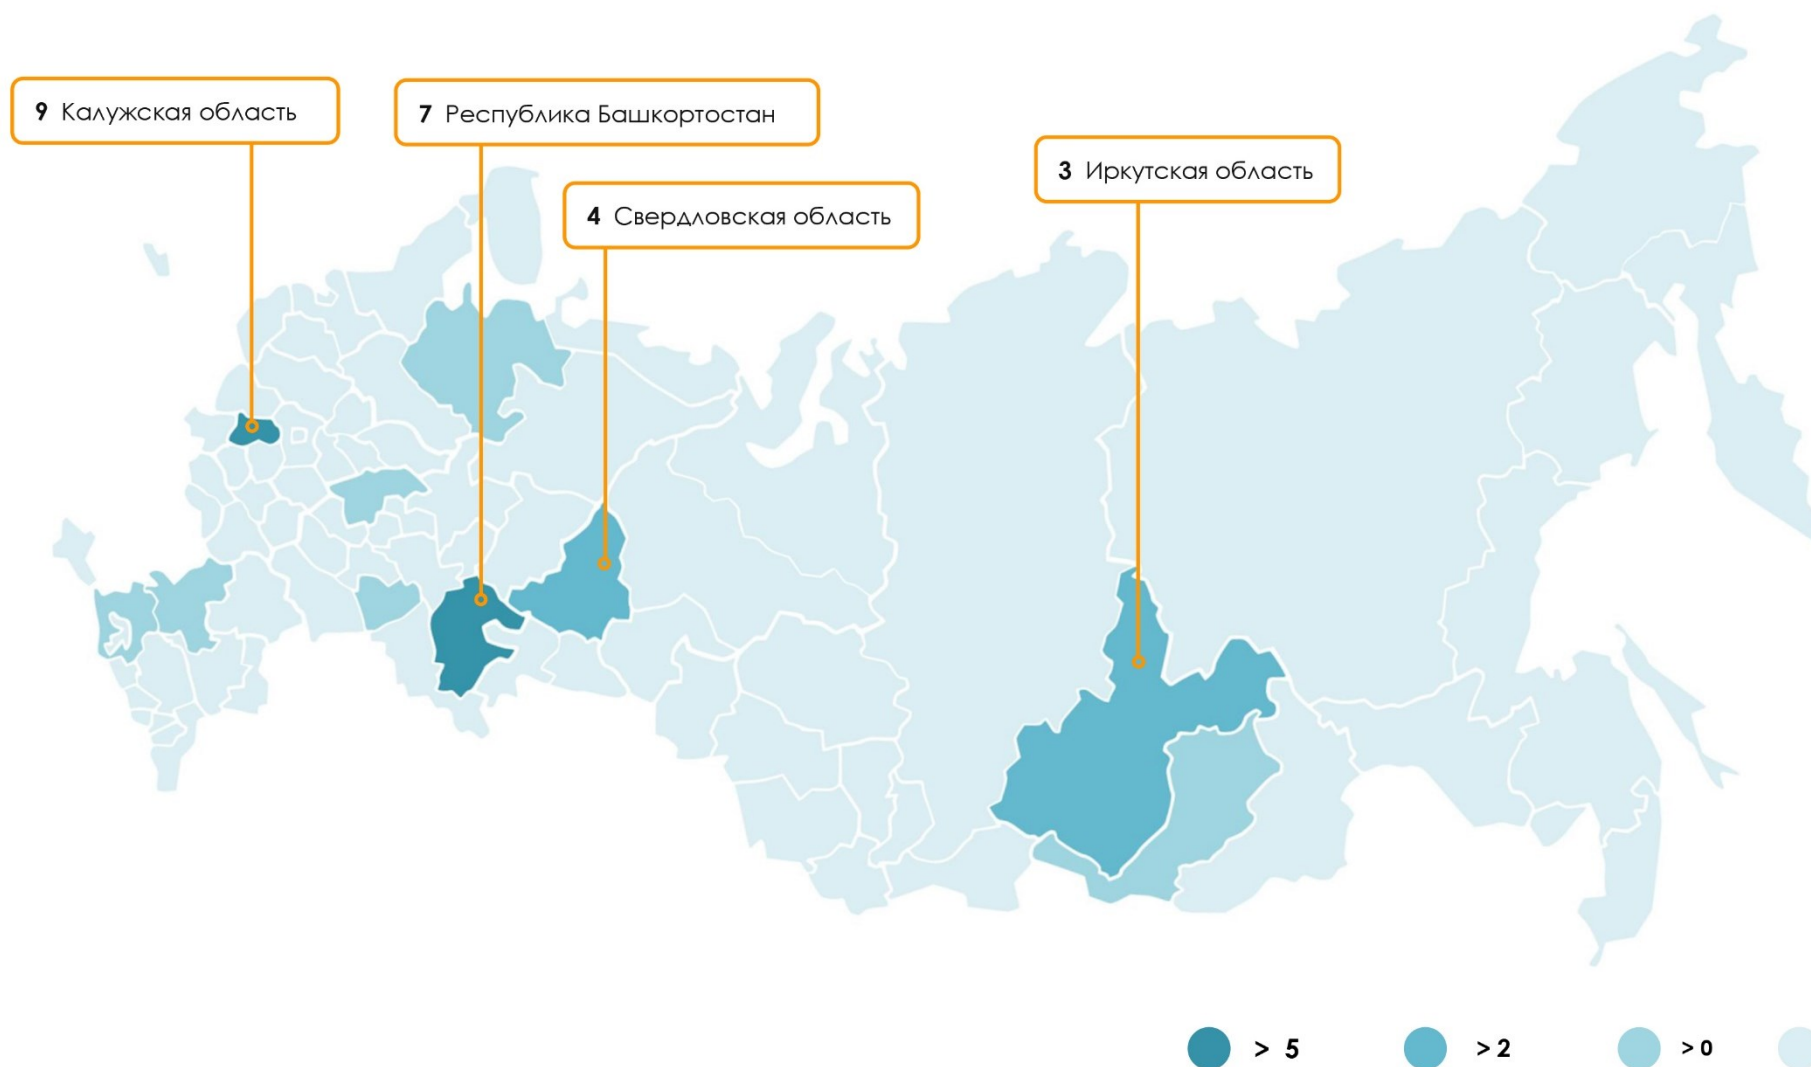 9 Калужская область
7 Республика Башкортостан
3 Иркутская область
4 Свердловская область
> 5
> 2
> 0